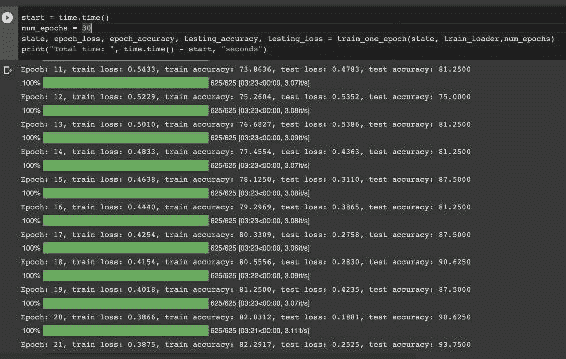 start = time.time()
num_epochs = 30
state, epoch_loss, epoch_accuracy, testing_accuracy, testing_loss = train_one_epoch(state, train_loader,num_epochs)
print("Total time: ", time.time() - start, "seconds")
Epoch: 11, train loss: 0.5433, train accuracy: 73.8636, test loss: 0.4783, test accuracy: 81.2500
100% 625/625 [03:23<00:00, 3.07it/s]
Epoch: 12, train loss: 0.5229, train accuracy: 75.2604, test loss: 0.5352, test accuracy: 75.0000
100% 625/625 [03:23<00:00, 3.08it/s]
Epoch: 13, train loss: 0.5010, train accuracy: 76.6827, test loss: 0.5386, test accuracy: 81.2500
100% 625/625 [03:23<00:00, 3.09it/s]
Epoch: 14, train loss: 0.4833, train accuracy: 77.4554, test loss: 0.4363, test accuracy: 81.2500
100% 625/625 [03:23<00:00, 3.07it/s]
Epoch: 15, train loss: 0.4638, train accuracy: 78.1250, test loss: 0.3110, test accuracy: 87.5000
100% 625/625 [03:23<00:00, 3.08it/s]
Epoch: 16, train loss: 0.4440, train accuracy: 79.2969, test loss: 0.3865, test accuracy: 81.2500
100% 625/625 [03:23<00:00, 3.08it/s]
Epoch: 17, train loss: 0.4254, train accuracy: 80.3309, test loss: 0.2758, test accuracy: 87.5000
100% 625/625 [03:23<00:00, 3.06it/s]
Epoch: 18, train loss: 0.4154, train accuracy: 80.5556, test loss: 0.2830, test accuracy: 90.6250
100% 625/625 [03:22<00:00, 3.09it/s]
Epoch: 19, train loss: 0.4018, train accuracy: 81.2500, test loss: 0.4235, test accuracy: 87.5000
100% 625/625 [03:23<00:00, 3.07it/s]
Epoch: 20, train loss: 0.3866, train accuracy: 82.0312, test loss: 0.1881, test accuracy: 90.6250
100% 625/625 [03:21<00:00, 3.11it/s]
Epoch: 21, train loss: 0.3875, train accuracy: 82.2917, test loss: 0.2525, test accuracy: 93.7500